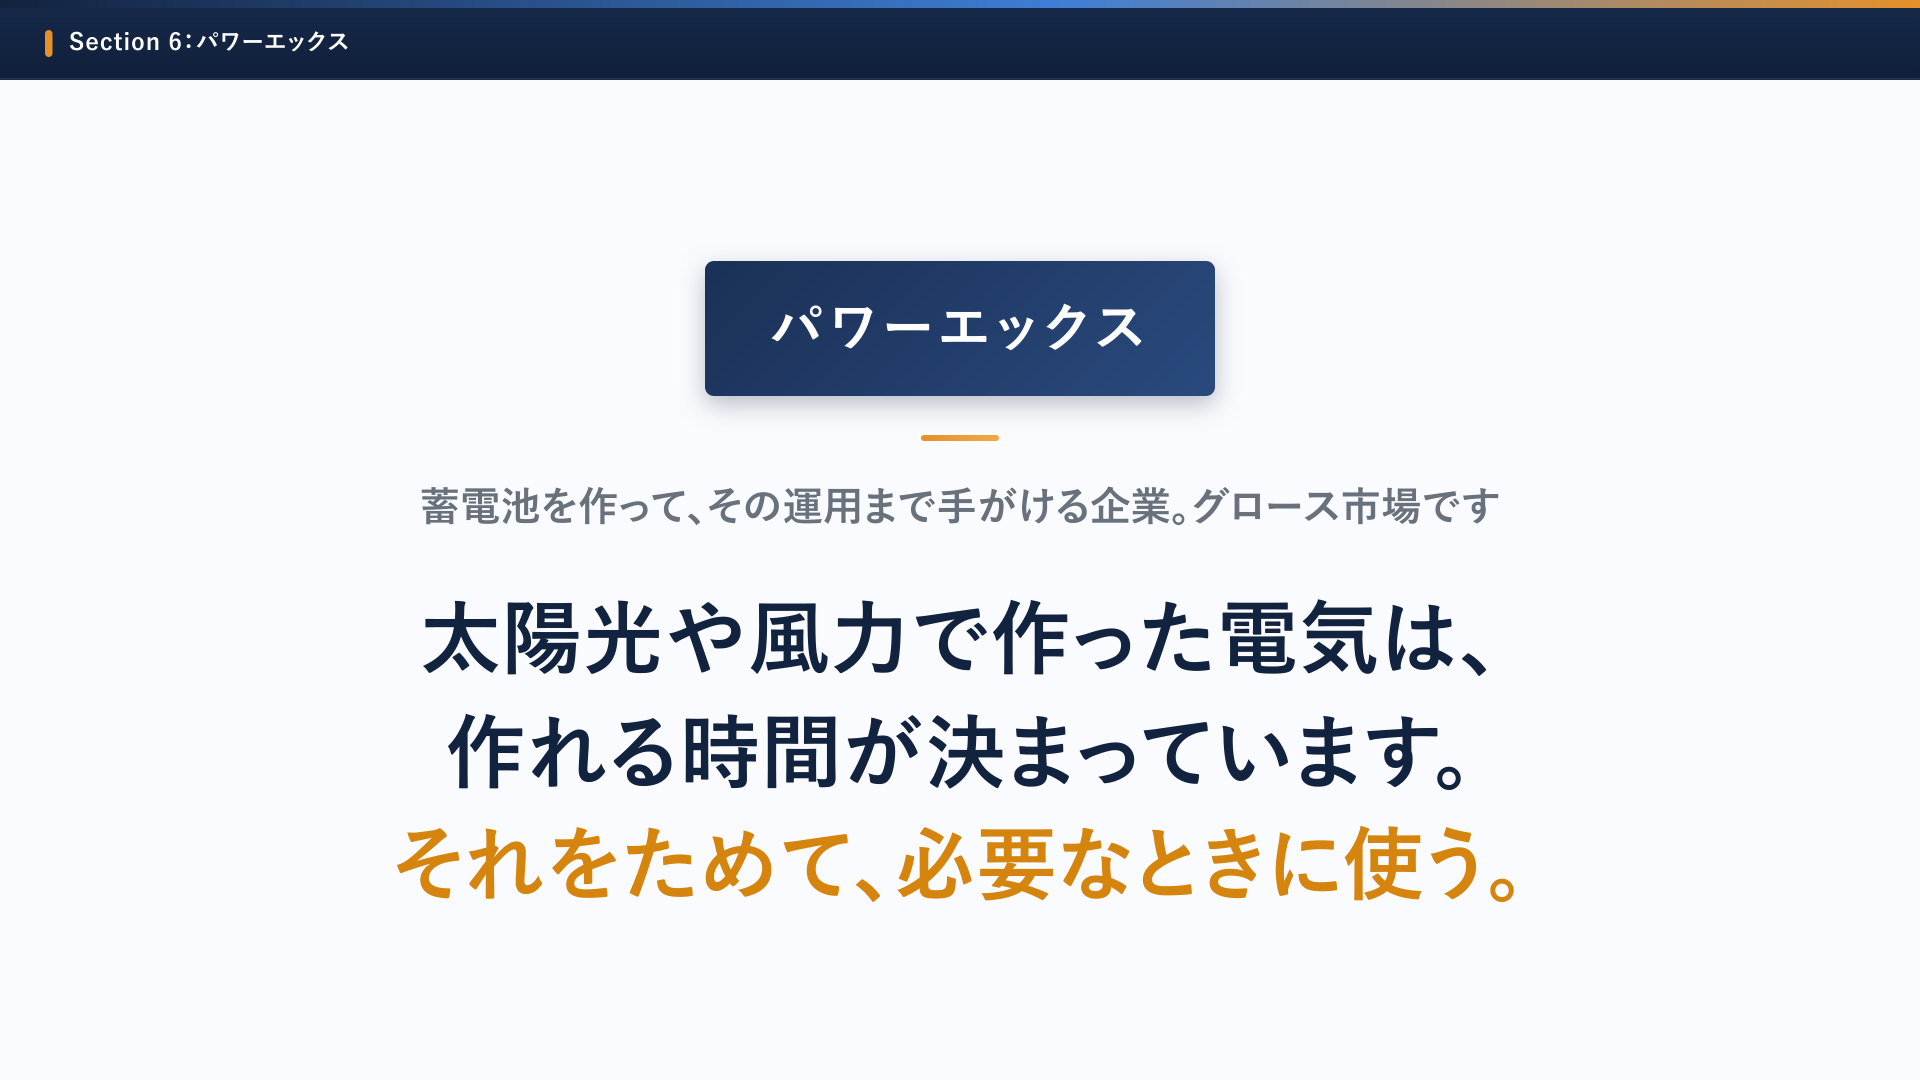 Section 6：パワーエックス
パワーエックス
蓄電池を作って、その運用まで手がける企業。グロース市場です
太陽光や風力で作った電気は、
作れる時間が決まっています。
それをためて、必要なときに使う。